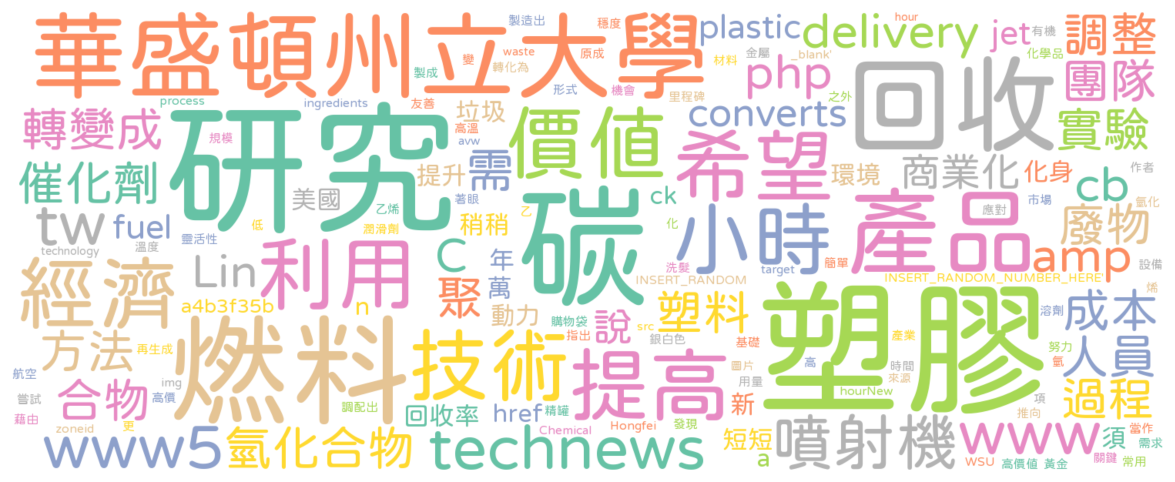 華盛頓州立大學
製造出
穩度
plastic
delivery
hour
jet
有機
調整
製成
waste
變
原成
轉化為
金屬
_blank'
材料
php
化學品
團隊
process
ingredients
友善
形式
機會
里程碑
之外
轉變成
規模
垃圾
高溫
avw
converts
回收
實驗
研究
價值
希望
催化劑
美國
提升
需
著眼
環境
商業化
化身
作者
cb
tw
fuel
乙烯
靈活性
低
潤滑劑
稍稍
乙
碳
ck
化
小時
產品
應對
市場
氫化
廢物
technology
溫度
Lin
利用
C
年
萬
洗髮
target
簡單
amp
設備
經濟
a4b3f35b
n
聚
動力
INSERT_RANDOM
INSERT_RANDOM_NUMBER_HERE'
烯
方法
再生成
燃料
技術
購物袋
指出
說
src
塑料
銀白色
基礎
塑膠
產業
溶劑
成本
航空
img
嘗試
高價
合物
調配出
提高
圖片
高
用量
時間
來源
努力
氫
人員
藉由
zoneid
更
回收率
href
精罐
新
hourNew
項
推向
過程
www5
氫化合物
technews
Chemical
Hongfei
發現
短短
a
噴射機
www
須
當作
需求
WSU
高價值
黃金
關鍵
常用